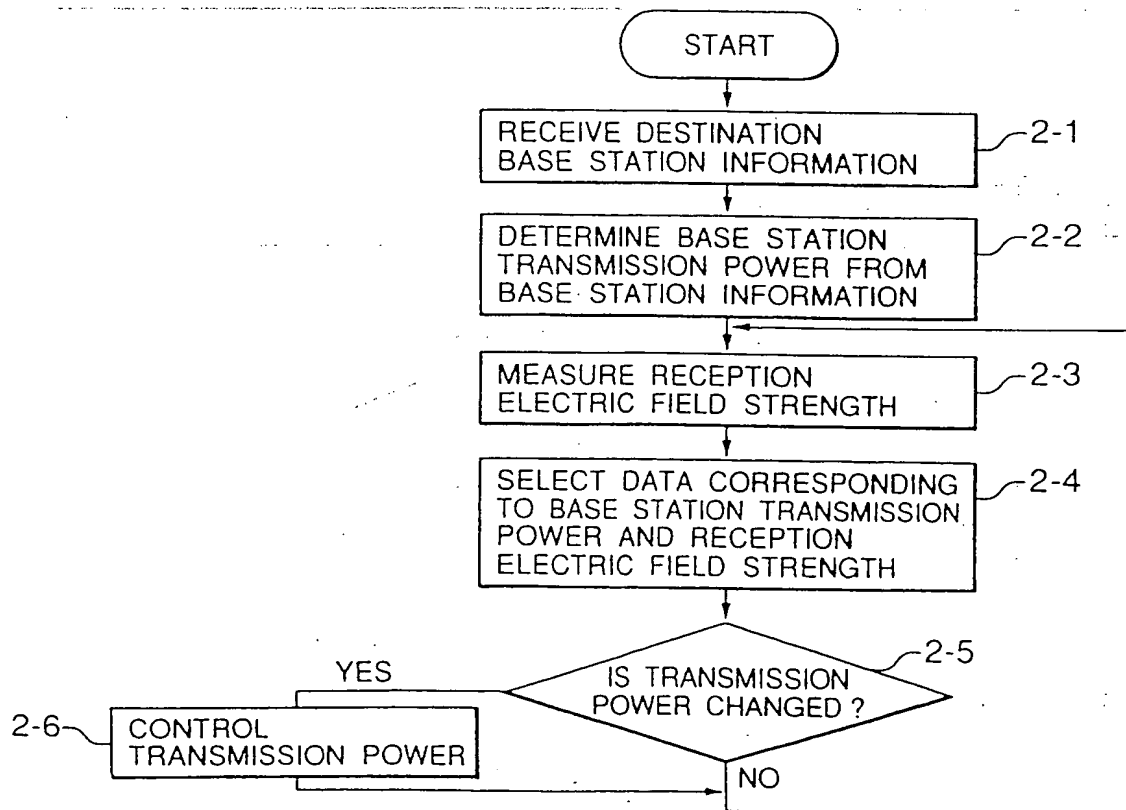 START
RECEIVE DESTINATION
BASE STATION INFORMATION
2-1
DETERMINE BASE STATION
TRANSMISSION POWER FROM
BASE STATION INFORMATION
2-2
MEASURE RECEPTION
ELECTRIC FIELD STRENGTH
2-3
SELECT DATA CORRESPONDING
TO BASE STATION TRANSMISSION
POWER AND RECEPTION
ELECTRIC FIELD STRENGTH
2-4
IS TRANSMISSION
POWER CHANGED?
2-5
YES
2-6
CONTROL
TRANSMISSION POWER
NO